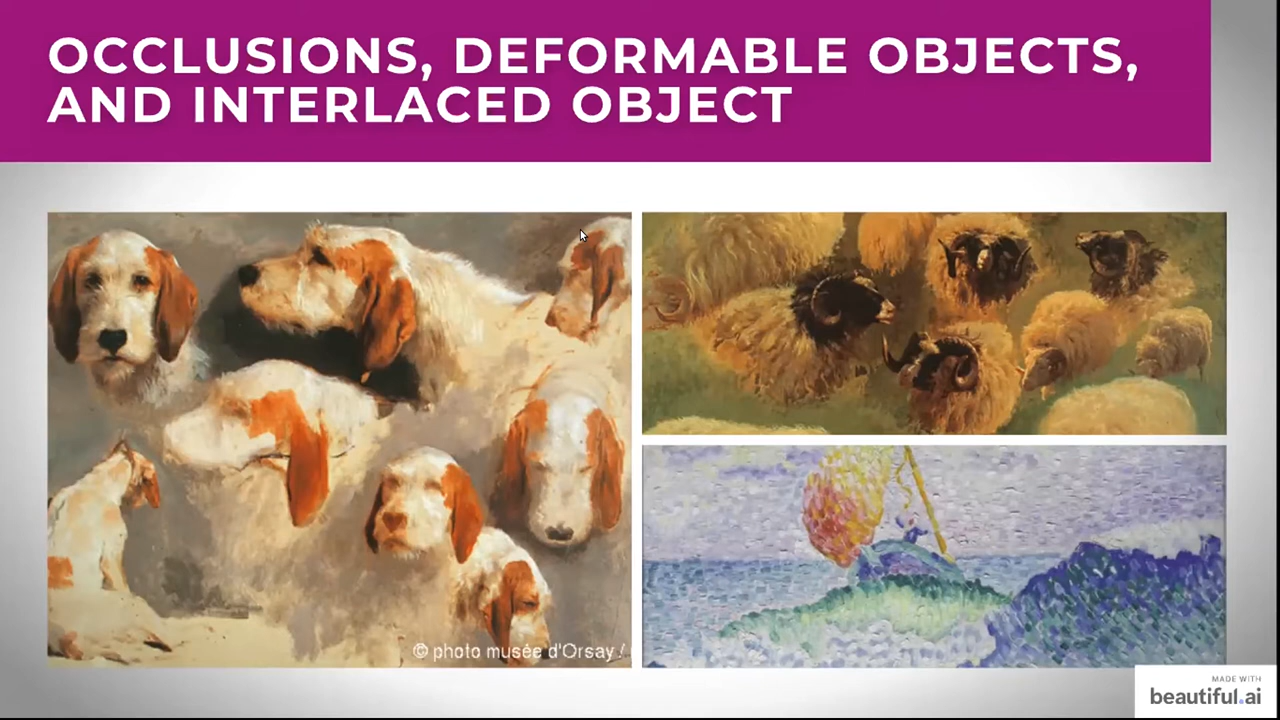 OCCLUSIONS, DEFORMABLE OBJECTS,
AND INTERLACED OBJECT
© photo musée d'Orsay /
MADE WITH
beautiful.ai